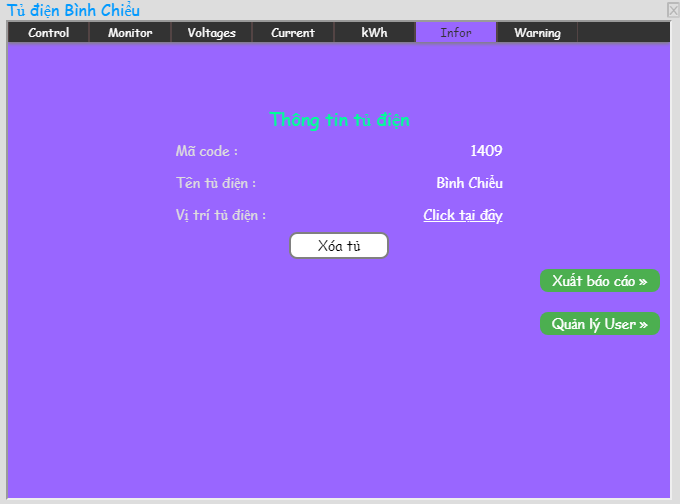 Tủ điện Bình Chiểu
Control Monitor Voltages Current kWh Infor Warning
Thông tin tủ điện
Mã code : 1409
Tên tủ điện : Bình Chiểu
Vị trí tủ điện : Click tại đây
Xóa tủ
Xuất báo cáo »
Quản lý User »